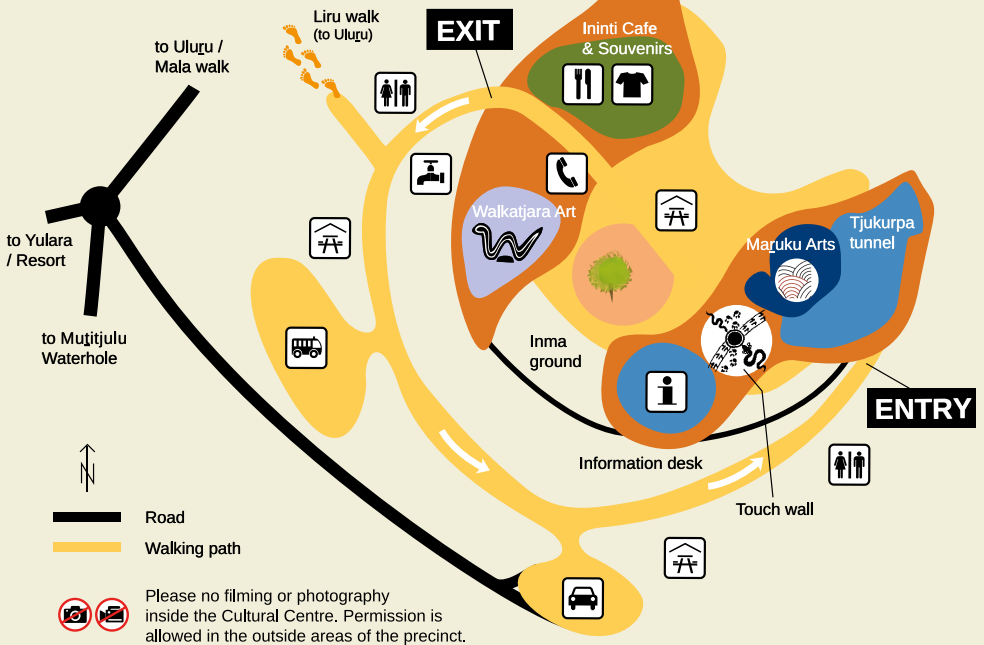 Liru walk
(to Uluṟu)
EXIT
Ininti Cafe
& Souvenirs
to Uluṟu /
Mala walk
Walkatjara Art
Tjukurpa
tunnel
Maṟuku Arts
to Yulara
/ Resort
to Muṯitjulu
Waterhole
Inma
ground
ENTRY
Information desk
Touch wall
N
Road
Walking path
Please no filming or photography
inside the Cultural Centre. Permission is
allowed in the outside areas of the precinct.